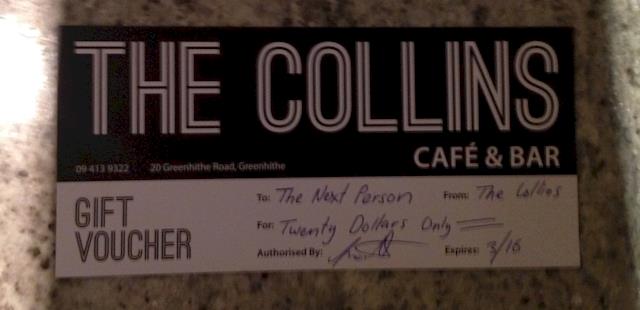 THE COLLINS
CAFÉ & BAR
09 413 9322 20 Greenhithe Road, Greenhithe
GIFT VOUCHER
To: The Next Person From: The Collins
For: Twenty Dollars Only
Authorised By: Expires: 3/16